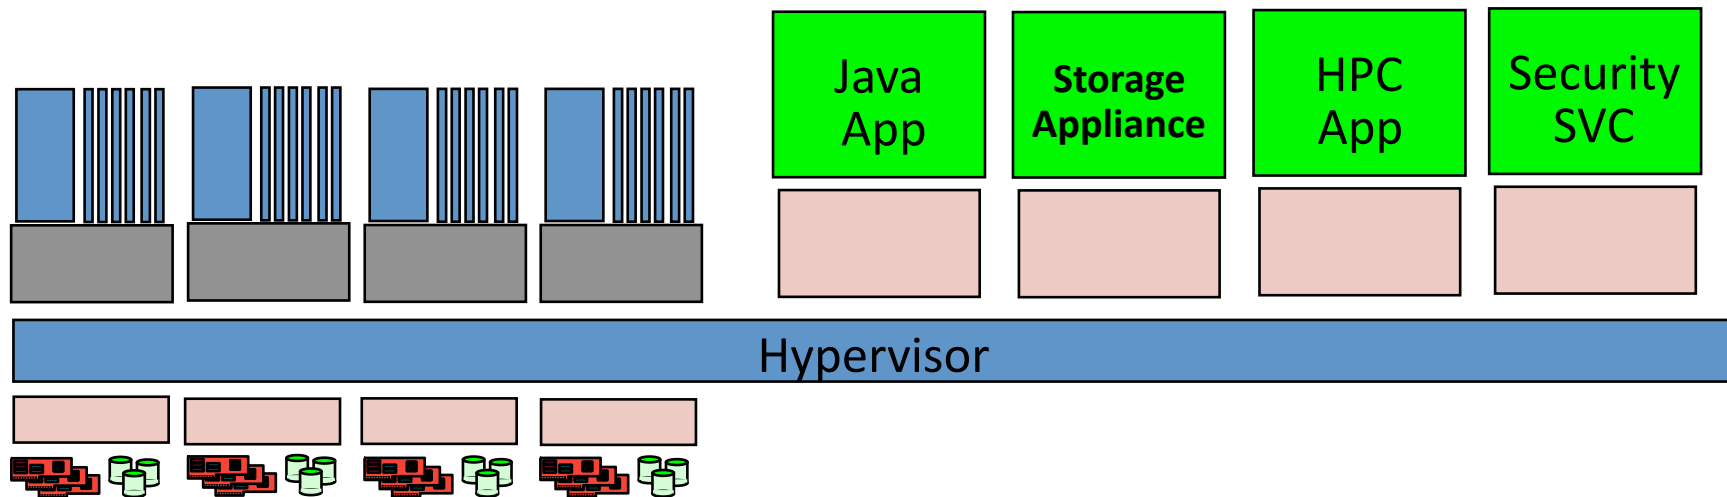 Java
App
Storage
Appliance
HPC
App
Security
SVC
Hypervisor